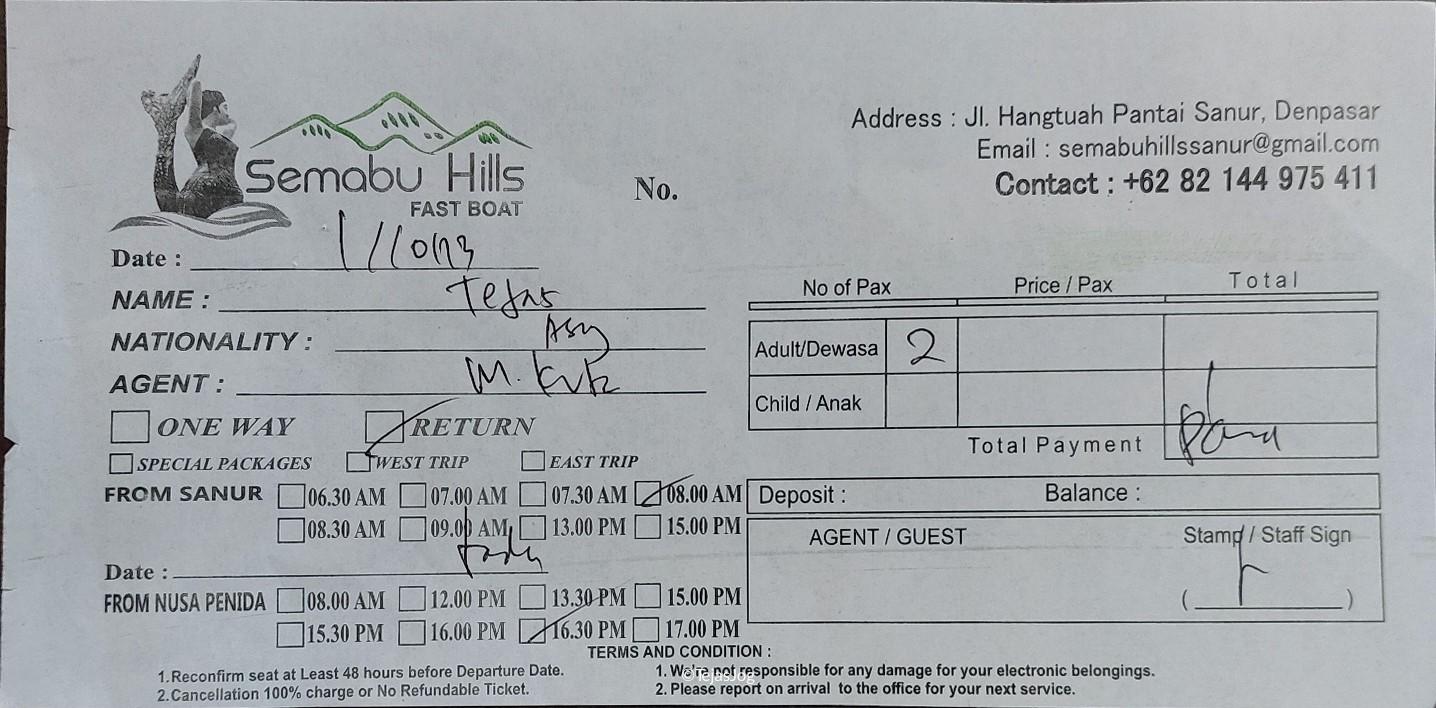 Semabu Hills
FAST BOAT
No.
Address : Jl. Hangtuah Pantai Sanur, Denpasar
Email : semabuhillssanur@gmail.com
Contact : +62 82 144 975 411
Date :
NAME : Tejas
NATIONALITY :
AGENT : M.
ONE WAY RETURN
SPECIAL PACKAGES WEST TRIP EAST TRIP
FROM SANUR 06.30 AM 07.00 AM 07.30 AM 08.00 AM
08.30 AM 09.00 AM 13.00 PM 15.00 PM
Date :
FROM NUSA PENIDA 08.00 AM 12.00 PM 13.30 PM 15.00 PM
15.30 PM 16.00 PM 16.30 PM 17.00 PM
No of Pax Price / Pax Total
Adult/Dewasa 2
Child / Anak
Total Payment
Deposit : Balance :
AGENT / GUEST Stamp / Staff Sign
( )
TERMS AND CONDITION :
1.Reconfirm seat at Least 48 hours before Departure Date.
2.Cancellation 100% charge or No Refundable Ticket.
1. We're not responsible for any damage for your electronic belongings.
2. Please report on arrival to the office for your next service.
©TejasJog